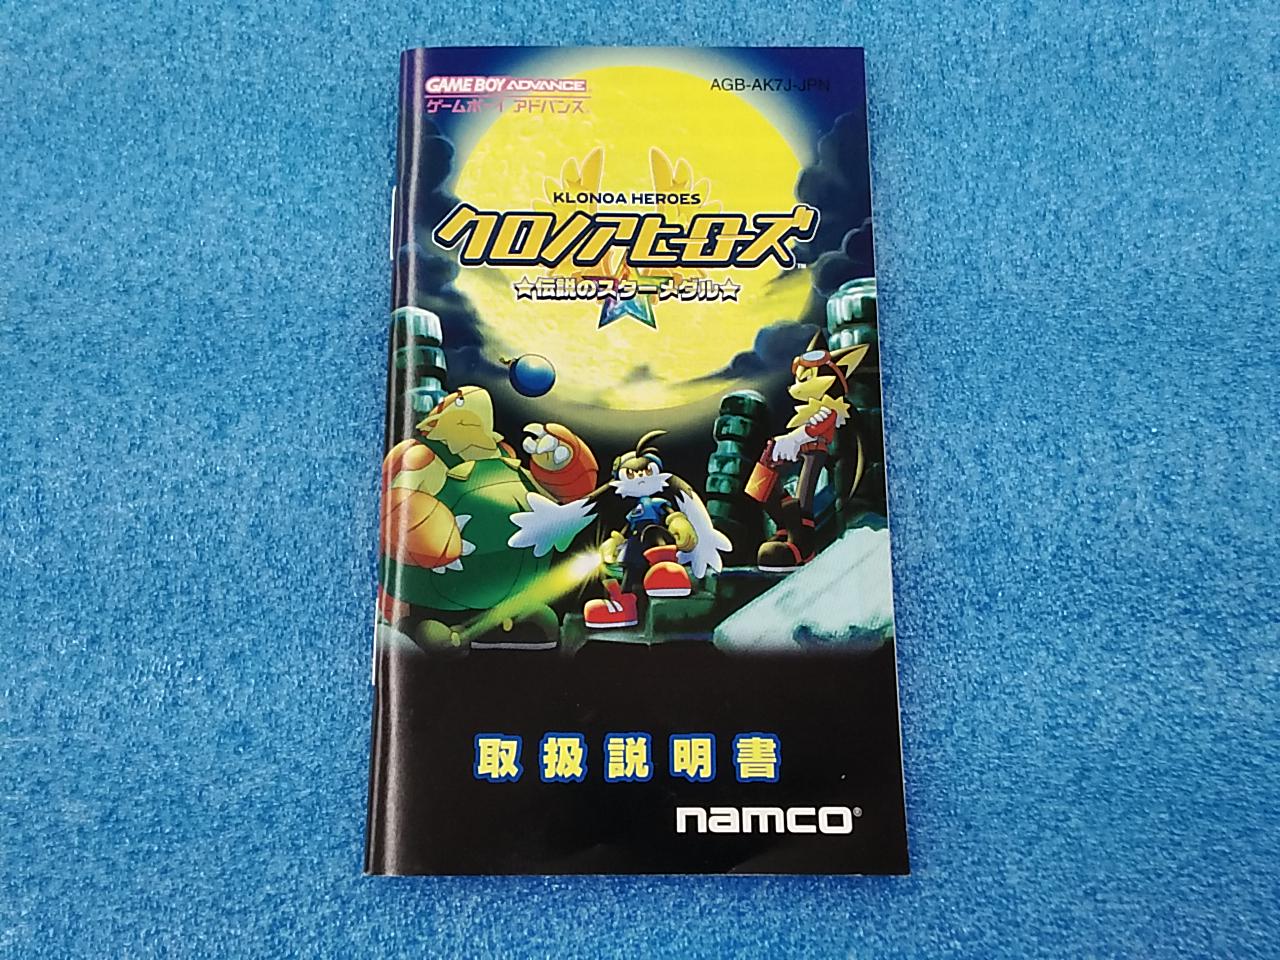 GAME BOY ADVANCE
ゲームボーイ アドバンス
AGB-AK7J-JPN
KLONOA HEROES
クロノアヒーローズ
TM
☆伝説のスターメダル☆
取扱説明書
namco®